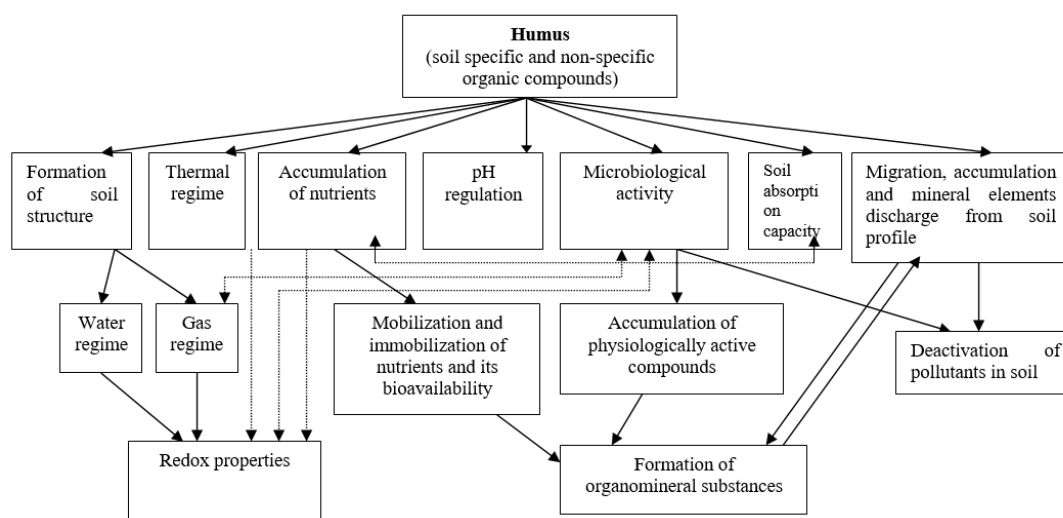 Humus
(soil specific and non-specific
organic compounds)
Formation
of soil
structure
Thermal
regime
Accumulation
of nutrients
pH
regulation
Microbiological
activity
Soil
absorpti
on
capacity
Migration, accumulation
and mineral elements
discharge from soil
profile
Water
regime
Gas
regime
Mobilization and
immobilization of
nutrients and its
bioavailability
Accumulation of
physiologically active
compounds
Deactivation of
pollutants in soil
Redox properties
Formation of
organomineral substances